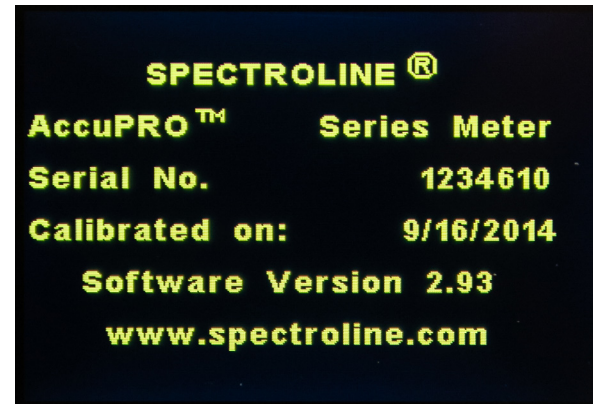 SPECTROLINE ®
AccuPRO™ Series Meter
Serial No. 1234610
Calibrated on: 9/16/2014
Software Version 2.93
www.spectroline.com